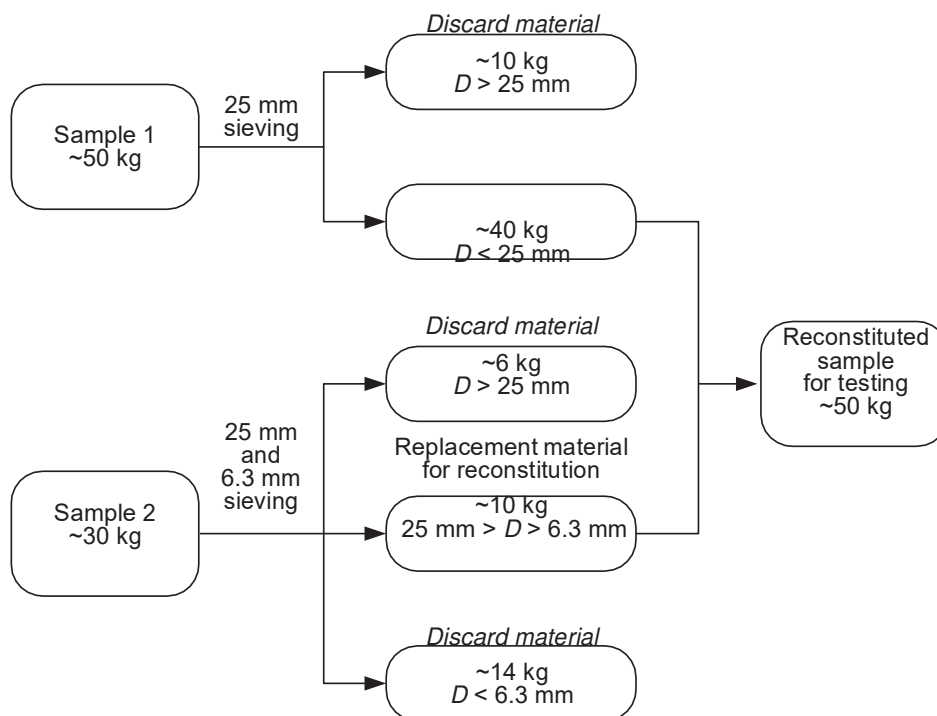 Discard material
~10 kg
D > 25 mm
25 mm
sieving
Sample 1
~50 kg
~40 kg
D < 25 mm
Discard material
~6 kg
D > 25 mm
Reconstituted
sample
for testing
~50 kg
25 mm
and
6.3 mm
sieving
Replacement material
for reconstitution
~10 kg
25 mm > D > 6.3 mm
Sample 2
~30 kg
Discard material
~14 kg
D < 6.3 mm